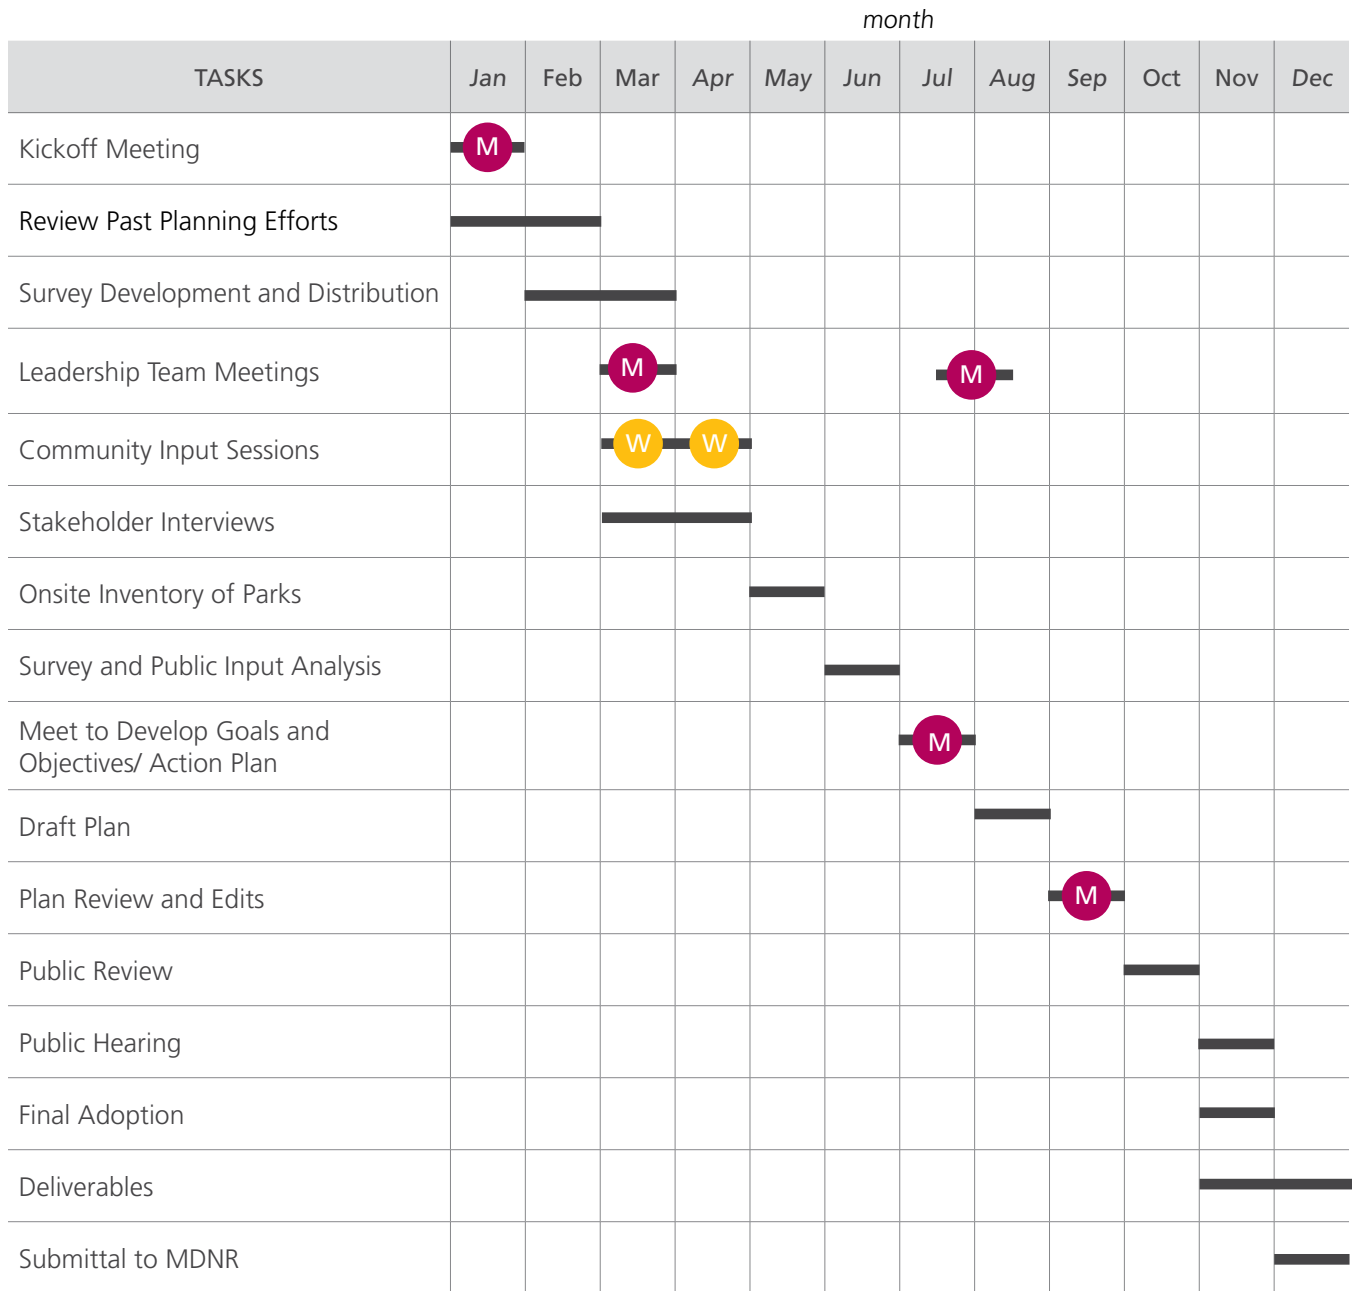 month
TASKS Jan Feb Mar Apr May Jun Jul Aug Sep Oct Nov Dec
Kickoff Meeting M
Review Past Planning Efforts
Survey Development and Distribution
Leadership Team Meetings M M
Community Input Sessions W W
Stakeholder Interviews
Onsite Inventory of Parks
Survey and Public Input Analysis
Meet to Develop Goals and
Objectives/ Action Plan M
Draft Plan
Plan Review and Edits M
Public Review
Public Hearing
Final Adoption
Deliverables
Submittal to MDNR